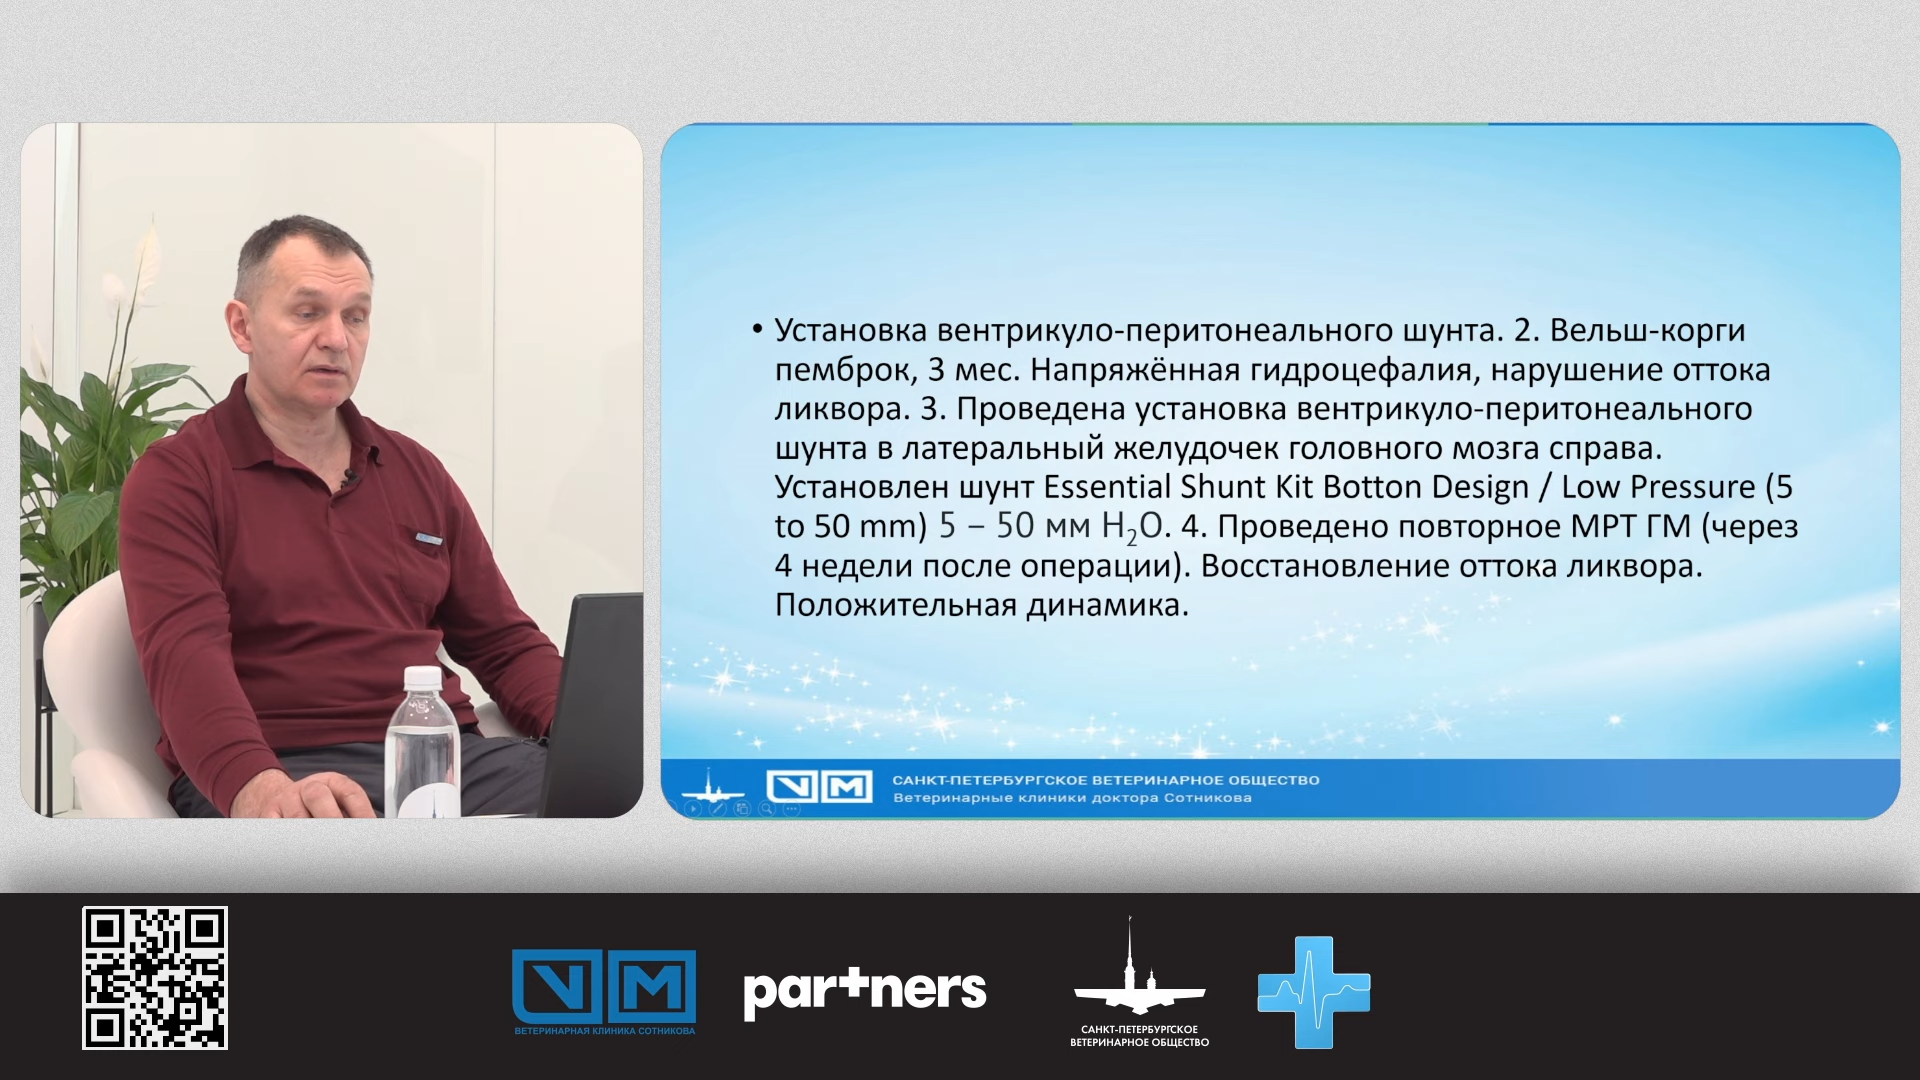 • Установка вентрикуло-перитонеального шунта. 2. Вельш-корги
пемброк, 3 мес. Напряжённая гидроцефалия, нарушение оттока
ликвора. 3. Проведена установка вентрикуло-перитонеального
шунта в латеральный желудочек головного мозга справа.
Установлен шунт Essential Shunt Kit Botton Design / Low Pressure (5
to 50 mm) 5 – 50 мм H₂O. 4. Проведено повторное МРТ ГМ (через
4 недели после операции). Восстановление оттока ликвора.
Положительная динамика.
VM
САНКТ-ПЕТЕРБУРГСКОЕ ВЕТЕРИНАРНОЕ ОБЩЕСТВО
Ветеринарные клиники доктора Сотникова
VM
ВЕТЕРИНАРНАЯ КЛИНИКА СОТНИКОВА
partners
САНКТ-ПЕТЕРБУРГСКОЕ
ВЕТЕРИНАРНОЕ ОБЩЕСТВО